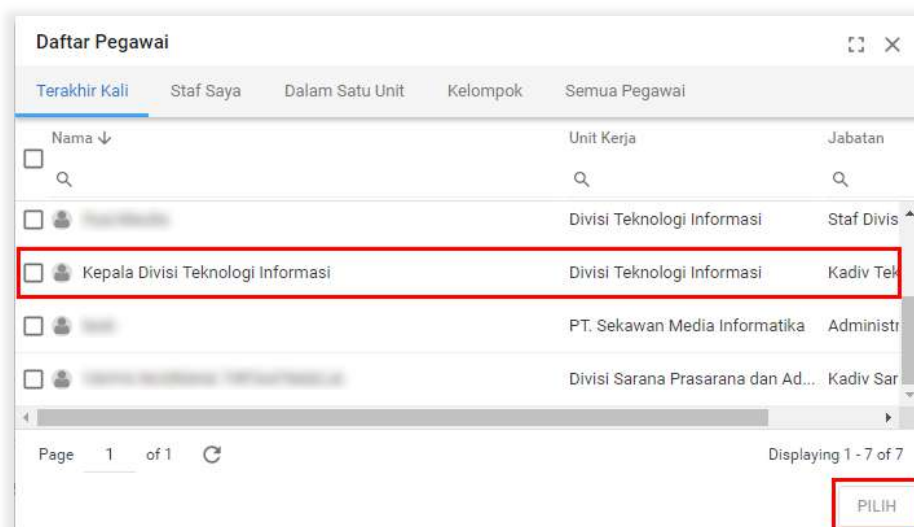 Daftar Pegawai
Terakhir Kali Staf Saya Dalam Satu Unit Kelompok Semua Pegawai
Nama Unit Kerja Jabatan
Divisi Teknologi Informasi Staf Divis
Kepala Divisi Teknologi Informasi Divisi Teknologi Informasi Kadiv Tek
PT. Sekawan Media Informatika Administr
Divisi Sarana Prasarana dan Ad... Kadiv Sar
Page 1 of 1 Displaying 1 - 7 of 7
PILIH